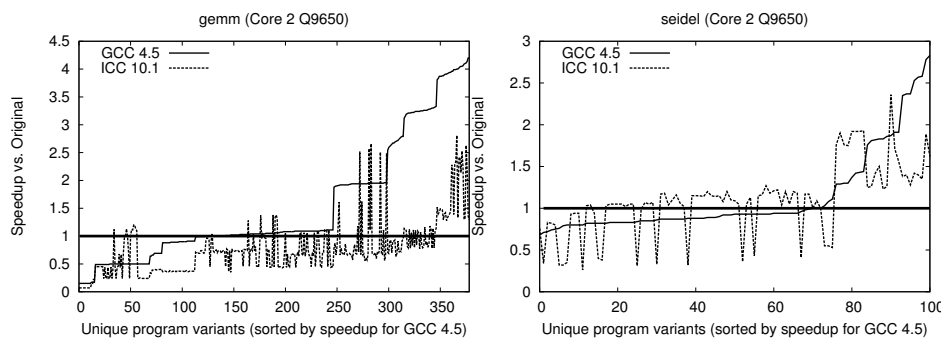 gemm (Core 2 Q9650)
4.5
4
3.5
3
2.5
2
1.5
1
0.5
0
GCC 4.5
ICC 10.1
Speedup vs. Original
0 50 100 150 200 250 300 350
Unique program variants (sorted by speedup for GCC 4.5)
seidel (Core 2 Q9650)
3
2.5
2
1.5
1
0.5
0
GCC 4.5
ICC 10.1
Speedup vs. Original
0 20 40 60 80 100
Unique program variants (sorted by speedup for GCC 4.5)